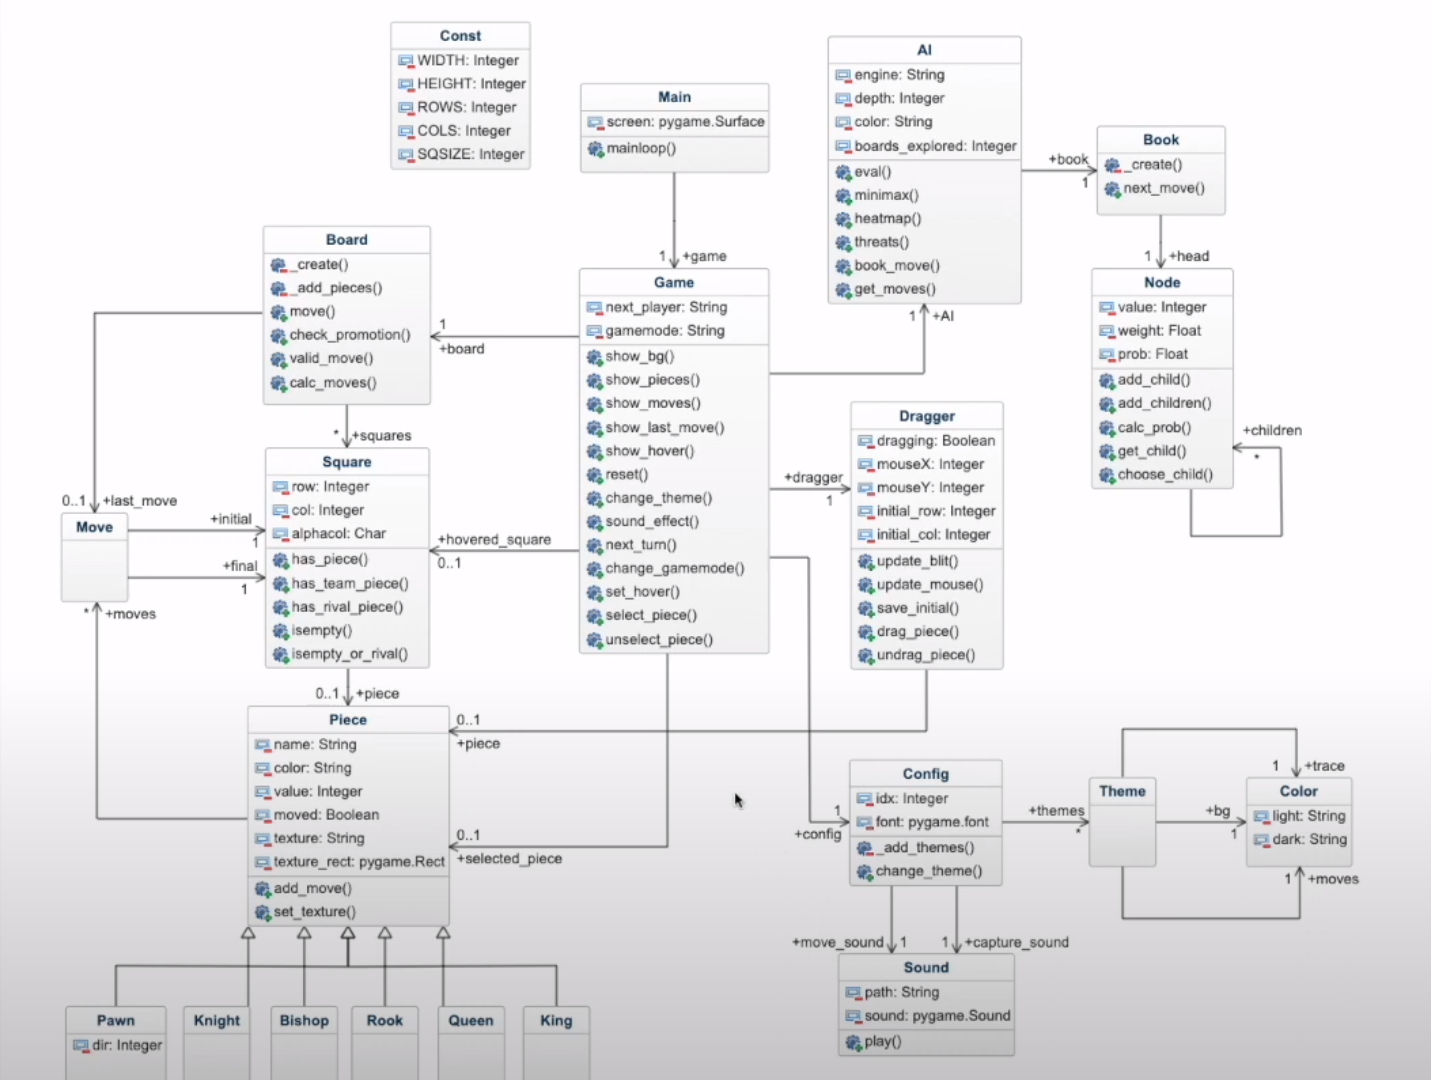 Const
WIDTH: Integer
HEIGHT: Integer
ROWS: Integer
COLS: Integer
SQSIZE: Integer
Main
screen: pygame.Surface
mainloop()
1
+game
AI
engine: String
depth: Integer
color: String
boards_explored: Integer
eval()
minimax()
heatmap()
threats()
book_move()
get_moves()
1
+AI
+book
1
Book
_create()
next_move()
1
+head
Node
value: Integer
weight: Float
prob: Float
add_child()
add_children()
calc_prob()
get_child()
choose_child()
+children
*
Board
_create()
_add_pieces()
move()
check_promotion()
valid_move()
calc_moves()
1
+board
*
+squares
Game
next_player: String
gamemode: String
show_bg()
show_pieces()
show_moves()
show_last_move()
show_hover()
reset()
change_theme()
sound_effect()
next_turn()
change_gamemode()
set_hover()
select_piece()
unselect_piece()
Dragger
dragging: Boolean
mouseX: Integer
mouseY: Integer
initial_row: Integer
initial_col: Integer
update_blit()
update_mouse()
save_initial()
drag_piece()
undrag_piece()
+dragger
1
Square
row: Integer
col: Integer
alphacol: Char
has_piece()
has_team_piece()
has_rival_piece()
isempty()
isempty_or_rival()
+hovered_square
0..1
0..1
+last_move
Move
+initial
1
+final
1
*
+moves
0..1
+piece
Piece
name: String
color: String
value: Integer
moved: Boolean
texture: String
texture_rect: pygame.Rect
add_move()
set_texture()
0..1
+piece
0..1
+selected_piece
1
+config
Config
idx: Integer
font: pygame.font
_add_themes()
change_theme()
+themes
*
Theme
+bg
1
1
+trace
Color
light: String
dark: String
1
+moves
+move_sound
1
1
+capture_sound
Sound
path: String
sound: pygame.Sound
play()
Pawn
dir: Integer
Knight
Bishop
Rook
Queen
King